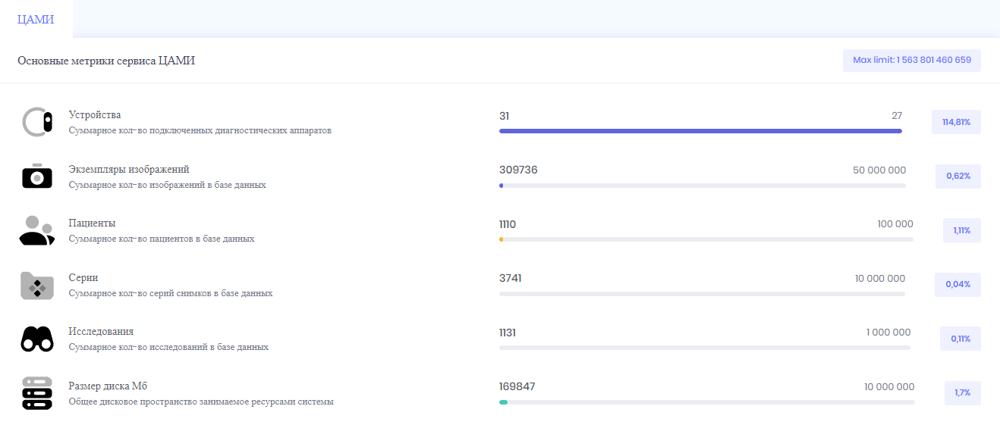 ЦАМИ
Основные метрики сервиса ЦАМИ
Max limit: 1 563 801 460 659
Устройства
Суммарное кол-во подключенных диагностических аппаратов
31
27
114,81%
Экземпляры изображений
Суммарное кол-во изображений в базе данных
309736
50 000 000
0,62%
Пациенты
Суммарное кол-во пациентов в базе данных
1110
100 000
1,11%
Серии
Суммарное кол-во серий снимков в базе данных
3741
10 000 000
0,04%
Исследования
Суммарное кол-во исследований в базе данных
1131
1 000 000
0,11%
Размер диска Мб
Общее дисковое пространство занимаемое ресурсами системы
169847
10 000 000
1,7%